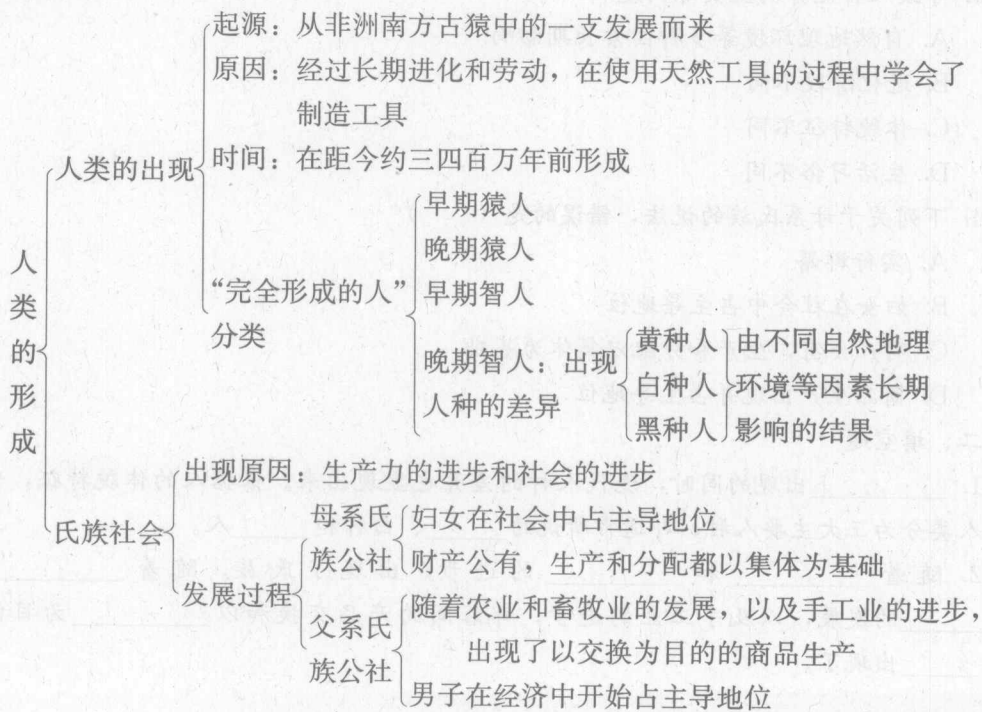 起源：从非洲南方古猿中的一支发展而来
原因：经过长期进化和劳动，在使用天然工具的过程中学会了
制造工具
人类的出现
时间：在距今约三四百万年前形成
早期猿人
晚期猿人
“完全形成的人”
早期智人
分类
晚期智人：出现
人种的差异
黄种人
白种人
黑种人
由不同自然地理
环境等因素长期
影响的结果
人类的形成
出现原因：生产力的进步和社会的进步
氏族社会
发展过程
母系氏
族公社
妇女在社会中占主导地位
财产公有，生产和分配都以集体为基础
父系氏
族公社
随着农业和畜牧业的发展，以及手工业的进步，
出现了以交换为目的的商品生产
男子在经济中开始占主导地位